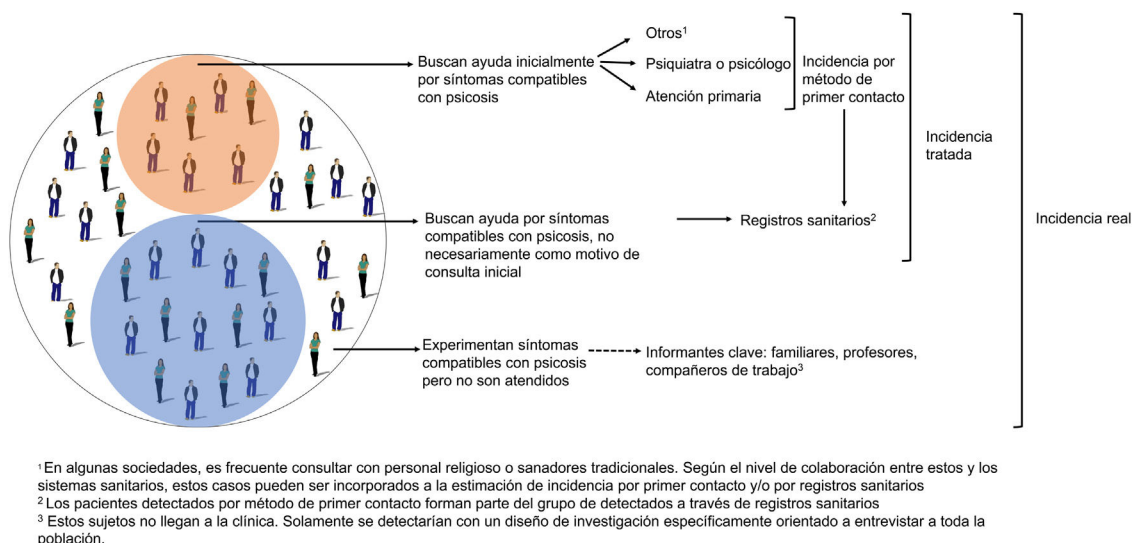 Buscan ayuda inicialmente
por síntomas compatibles
con psicosis
Otros¹
Psiquiatra o psicólogo
Atención primaria
Incidencia por
método de
primer contacto
Incidencia
tratada
Buscan ayuda por síntomas
compatibles con psicosis, no
necesariamente como motivo de
consulta inicial
Registros sanitarios²
Incidencia real
Experimentan síntomas
compatibles con psicosis
pero no son atendidos
Informantes clave: familiares, profesores,
compañeros de trabajo³
¹ En algunas sociedades, es frecuente consultar con personal religioso o sanadores tradicionales. Según el nivel de colaboración entre estos y los
sistemas sanitarios, estos casos pueden ser incorporados a la estimación de incidencia por primer contacto y/o por registros sanitarios
² Los pacientes detectados por método de primer contacto forman parte del grupo de detectados a través de registros sanitarios
³ Estos sujetos no llegan a la clínica. Solamente se detectarían con un diseño de investigación específicamente orientado a entrevistar a toda la
población.